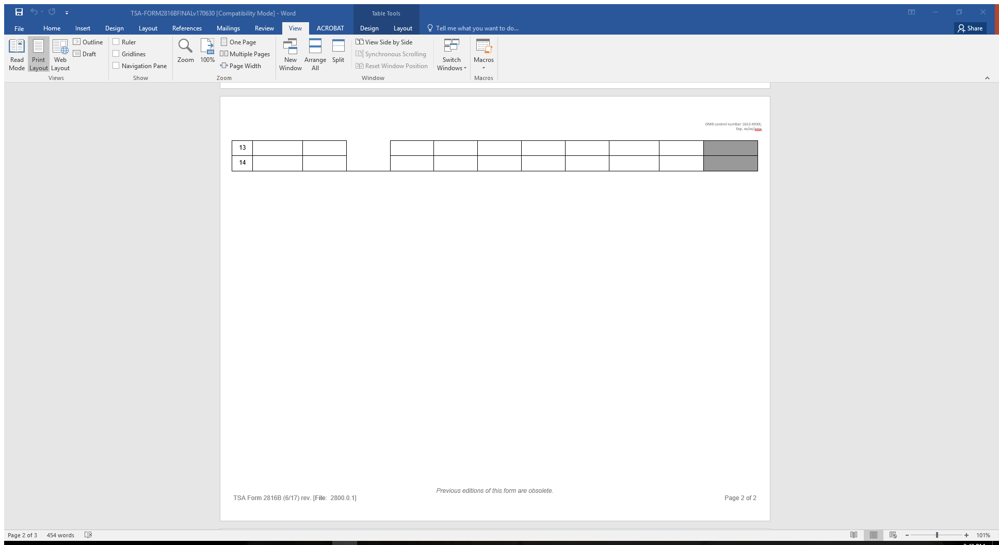 TSA-FORM2816BFINALv170630 [Compatibility Mode] - Word
Table Tools
File Home Insert Design Layout References Mailings Review View ACROBAT Design Layout Tell me what you want to do... Share
Read Mode
Print Layout
Web Layout
Outline
Draft
Views
Ruler
Gridlines
Navigation Pane
Show
Zoom
100
100%
One Page
Multiple Pages
Page Width
Zoom
New Window
Arrange All
Split
View Side by Side
Synchronous Scrolling
Reset Window Position
Window
Switch Windows
Macros
Macros
OMB control number 1652-XXXX;
Exp. xx/xx/xxxx
13
14
Previous editions of this form are obsolete.
TSA Form 2816B (6/17) rev. [File: 2800.0.1]
Page 2 of 2
Page 2 of 3 454 words 101%